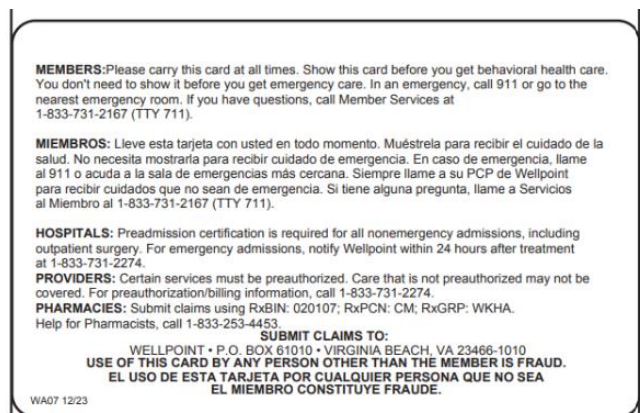 MEMBERS:Please carry this card at all times. Show this card before you get behavioral health care.
You don't need to show it before you get emergency care. In an emergency, call 911 or go to the
nearest emergency room. If you have questions, call Member Services at
1-833-731-2167 (TTY 711).
MIEMBROS: Lleve esta tarjeta con usted en todo momento. Muéstrela para recibir el cuidado de la
salud. No necesita mostrarla para recibir cuidado de emergencia. En caso de emergencia, llame
al 911 o acuda a la sala de emergencias más cercana. Siempre llame a su PCP de Wellpoint
para recibir cuidados que no sean de emergencia. Si tiene alguna pregunta, llame a Servicios
al Miembro al 1-833-731-2167 (TTY 711).
HOSPITALS: Preadmission certification is required for all nonemergency admissions, including
outpatient surgery. For emergency admissions, notify Wellpoint within 24 hours after treatment
at 1-833-731-2274.
PROVIDERS: Certain services must be preauthorized. Care that is not preauthorized may not be
covered. For preauthorization/billing information, call 1-833-731-2274.
PHARMACIES: Submit claims using RxBIN: 020107; RxPCN: CM; RxGRP: WKHA.
Help for Pharmacists, call 1-833-253-4453.
SUBMIT CLAIMS TO:
WELLPOINT • P.O. BOX 61010 • VIRGINIA BEACH, VA 23466-1010
USE OF THIS CARD BY ANY PERSON OTHER THAN THE MEMBER IS FRAUD.
EL USO DE ESTA TARJETA POR CUALQUIER PERSONA QUE NO SEA
EL MIEMBRO CONSTITUYE FRAUDE.
WA07 12/23